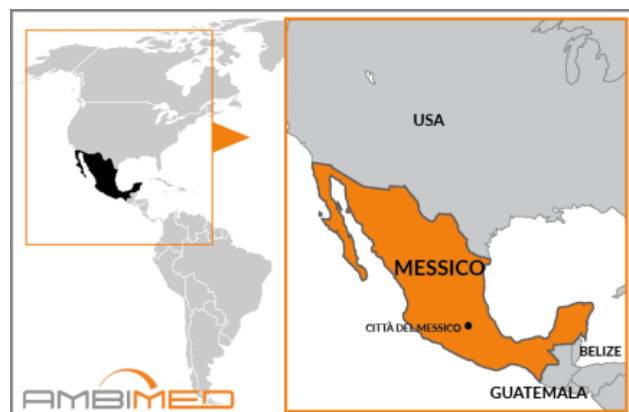 USA
MESSICO
CITTÀ DEL MESSICO
BELIZE
GUATEMALA
AMBIMED